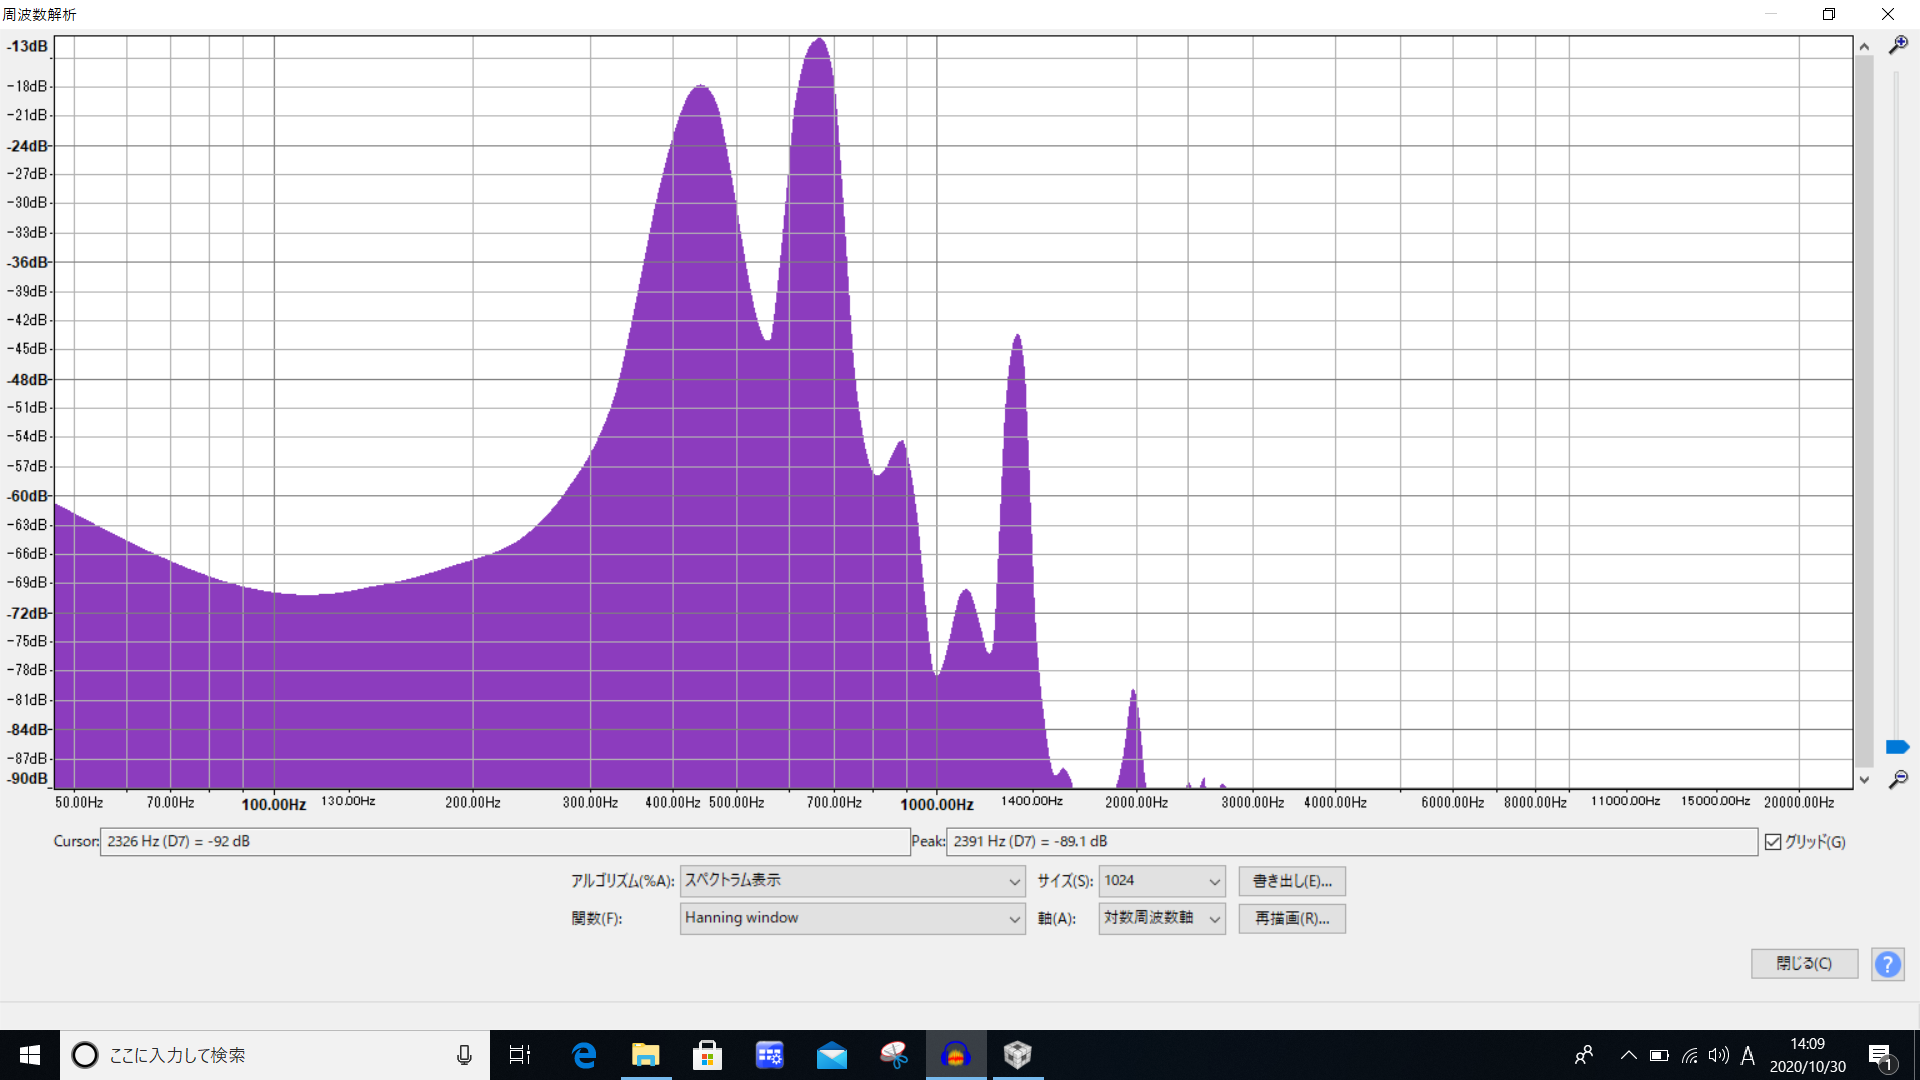 周波数解析
-13dB
-18dB
-21dB
-24dB
-27dB
-30dB
-33dB
-36dB
-39dB
-42dB
-45dB
-48dB
-51dB
-54dB
-57dB
-60dB
-63dB
-66dB
-69dB
-72dB
-75dB
-78dB
-81dB
-84dB
-87dB
-90dB
50.00Hz 70.00Hz 100.00Hz 130.00Hz 200.00Hz 300.00Hz 400.00Hz 500.00Hz 700.00Hz 1000.00Hz 1400.00Hz 2000.00Hz 3000.00Hz 4000.00Hz 6000.00Hz 8000.00Hz 11000.00Hz 15000.00Hz 20000.00Hz
Cursor: 2326 Hz (D7) = -92 dB Peak: 2391 Hz (D7) = -89.1 dB グリッド(G)
アルゴリズム(%A): スペクトラム表示 サイズ(S): 1024 書き出し(E)...
関数(F): Hanning window 軸(A): 対数周波数軸 再描画(R)...
閉じる(C) ?
ここに入力して検索
A
14:09
2020/10/30
1